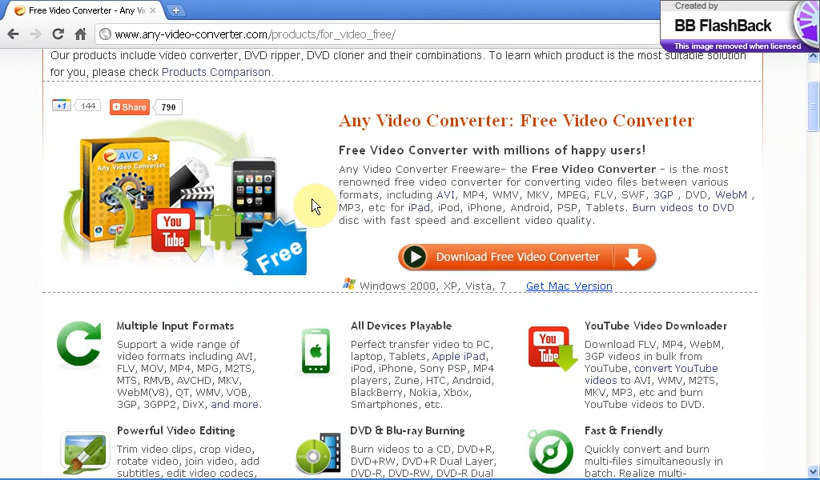 Free Video Converter - Any Vi
Created by
BB FlashBack
This image removed when licensed
www.any-video-converter.com/products/for_video_free/
Our products include video converter, DVD ripper, DVD cloner and their combinations. To learn which product is the most suitable solution
for you, please check Products Comparison.
+1 144 Share 790
Any Video Converter: Free Video Converter
Free Video Converter with millions of happy users!
Any Video Converter Freeware- the Free Video Converter - is the most
renowned free video converter for converting video files between various
formats, including AVI, MP4, WMV, MKV, MPEG, FLV, SWF, 3GP , DVD, WebM ,
MP3, etc for iPad, iPod, iPhone, Android, PSP, Tablets. Burn videos to DVD
disc with fast speed and excellent video quality.
AVC
Any Video Converter
You
Tube
Free
Download Free Video Converter
Windows 2000, XP, Vista, 7 Get Mac Version
Multiple Input Formats
Support a wide range of
video formats including AVI,
FLV, MOV, MP4, MPG, M2TS,
MTS, RMVB, AVCHD, MKV,
WebM(V8), QT, WMV, VOB,
3GP, 3GPP2, DivX, and more.
All Devices Playable
Perfect transfer video to PC,
laptop, Tablets, Apple iPad,
iPod, iPhone, Sony PSP, MP4
players, Zune, HTC, Android,
BlackBerry, Nokia, Xbox,
Smartphones, etc.
You
Tube
YouTube Video Downloader
Download FLV, MP4, WebM,
3GP videos in bulk from
YouTube, convert YouTube
videos to AVI, WMV, M2TS,
MKV, MP3, etc and burn
YouTube videos to DVD.
Powerful Video Editing
Trim video clips, crop video,
rotate video, join video, add
subtitles, edit video codecs,
DVD & Blu-ray Burning
Burn videos to a CD, DVD+R,
DVD+RW, DVD+R Dual Layer,
DVD-R, DVD-RW, DVD-R Dual
Fast & Friendly
Quickly convert and burn
multi-files simultaneously in
batch. Realize multi-